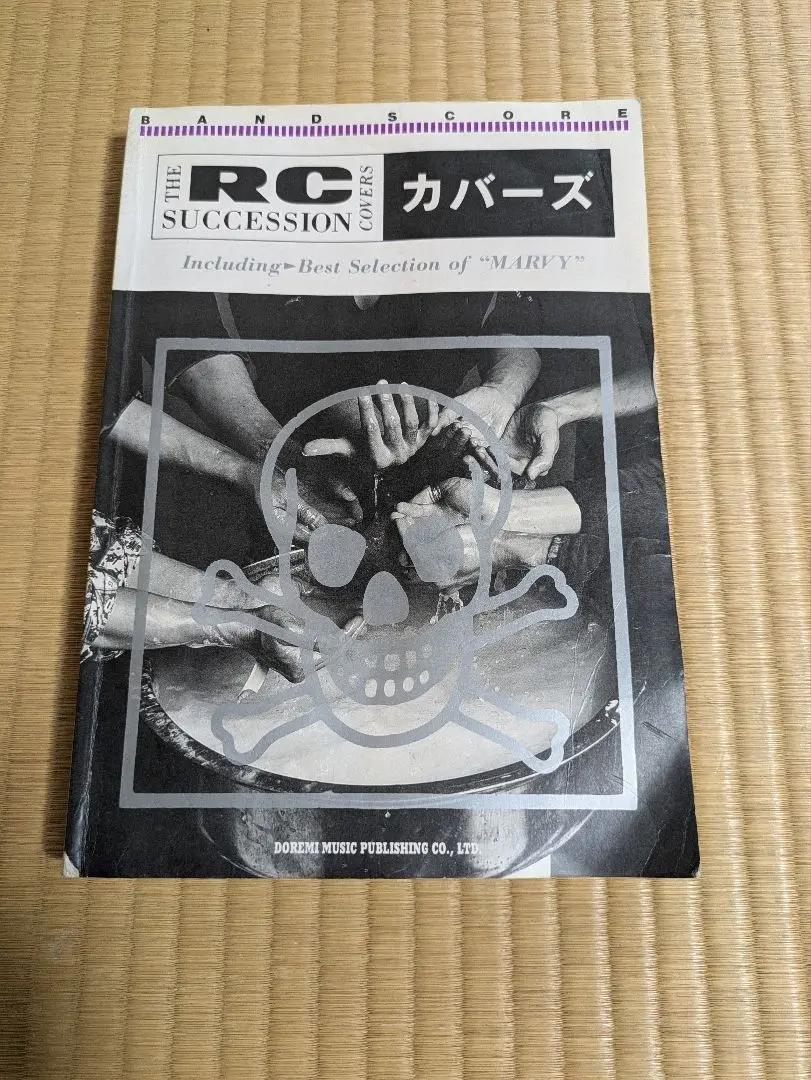 BAND SCORE
THE
RC
SUCCESSION
COVERS
カバーズ
Including►Best Selection of “MARVY”
DOREMI MUSIC PUBLISHING CO., LTD.